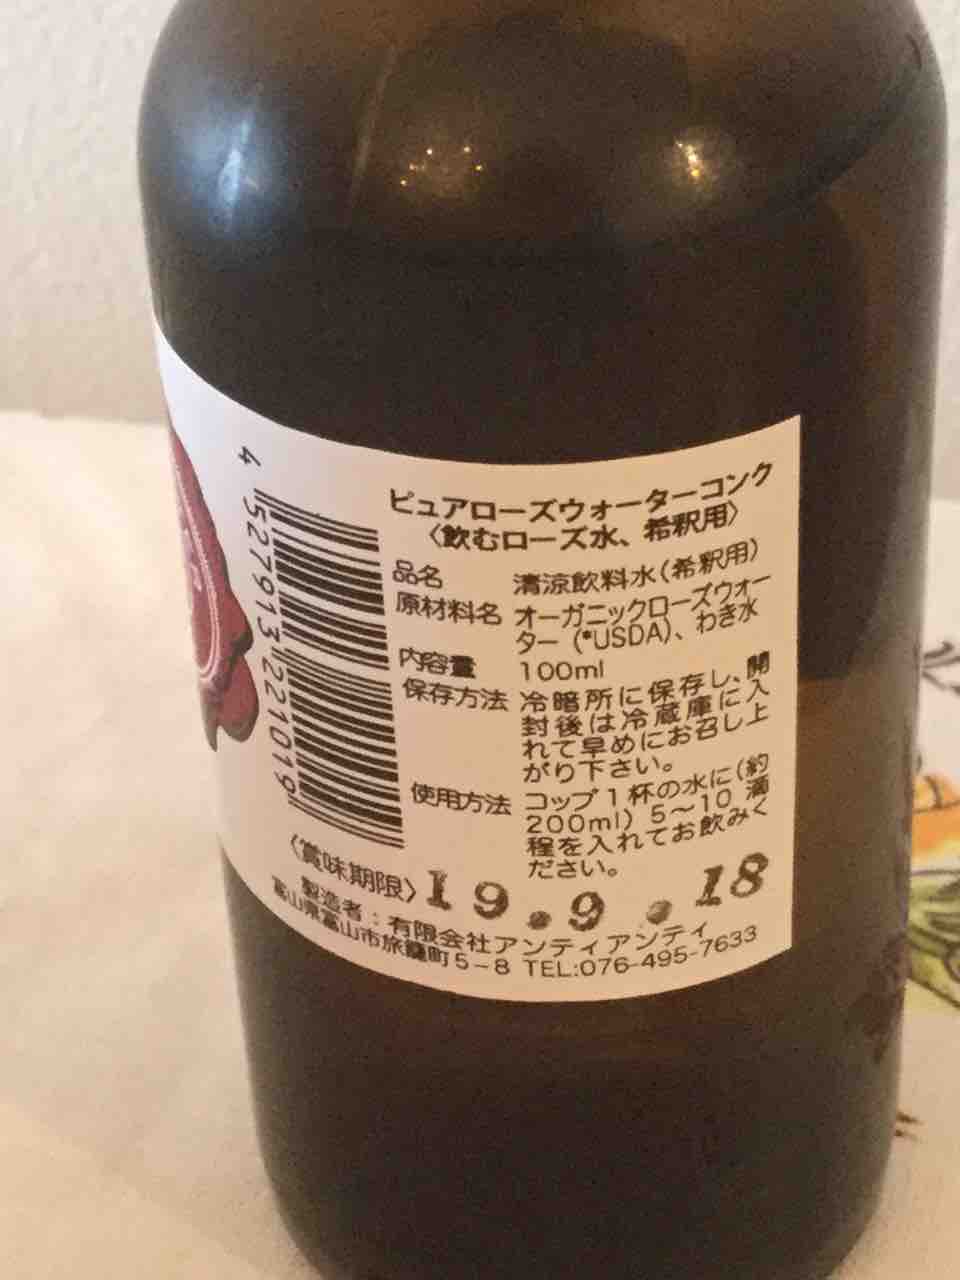 4 527913 221019
ピュアローズウォーターコンク
〈飲むローズ水、希釈用〉
品名 清涼飲料水(希釈用)
原材料名 オーガニックローズウォー
ター (*USDA)、わき水
内容量 100ml
保存方法 冷暗所に保存し、開
封後は冷蔵庫に入
れて早めにお召し上
がり下さい。
使用方法 コップ1杯の水に(約
200ml) 5~10 滴
程を入れてお飲みく
ださい。
〈賞味期限〉19.9.18
製造者:有限会社アンティアンティ
富山県富山市旅籠町5-8 TEL:076-495-7633